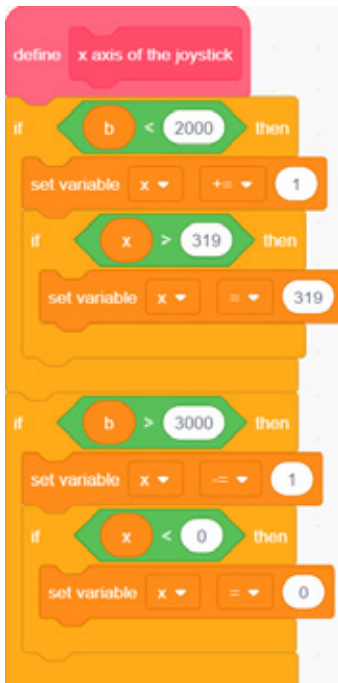 define x axis of the joystick
if b < 2000 then
set variable x += 1
if x > 319 then
set variable x = 319
if b > 3000 then
set variable x -= 1
if x < 0 then
set variable x = 0